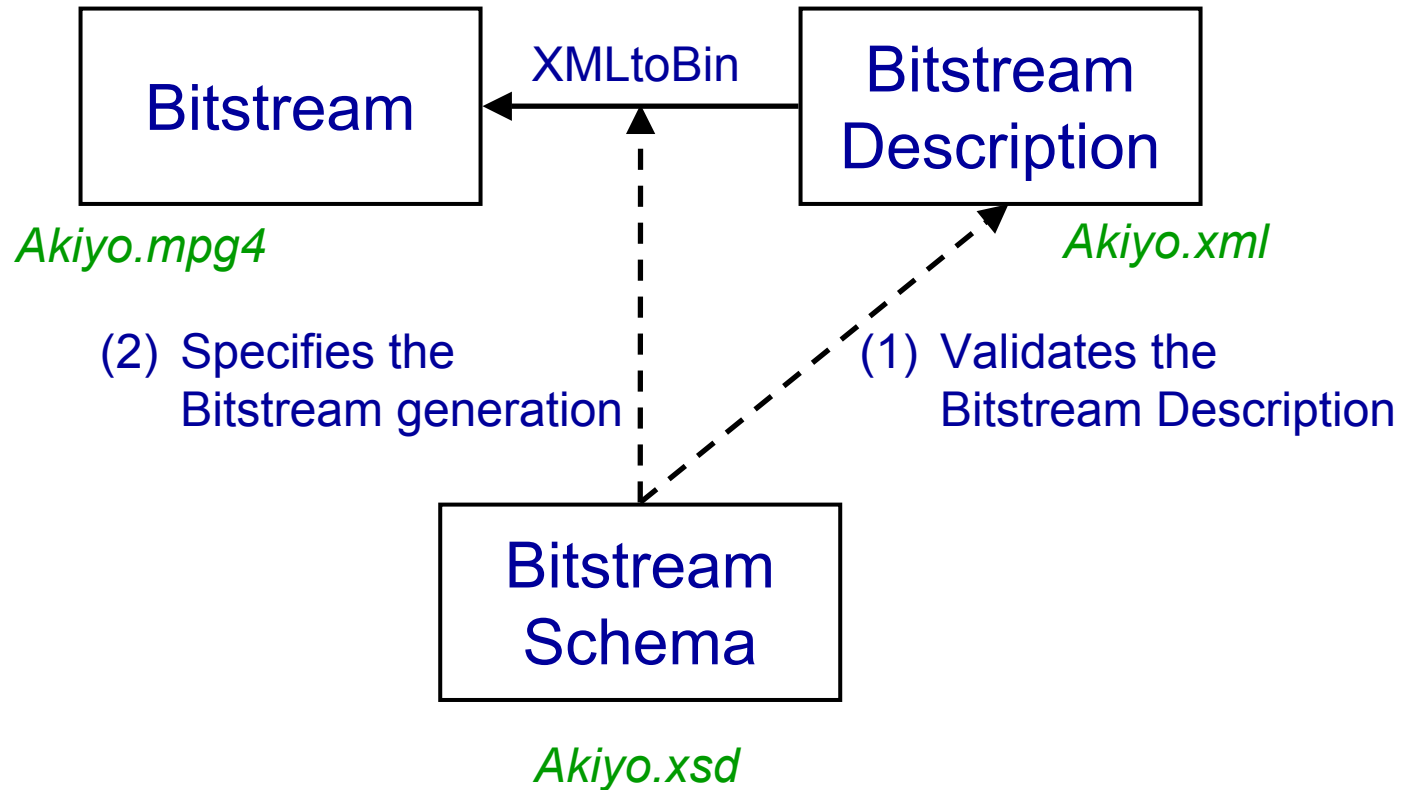 Bitstream
XMLtoBin
Bitstream
Description
Akiyo.mpg4
Akiyo.xml
(2) Specifies the
Bitstream generation
(1) Validates the
Bitstream Description
Bitstream
Schema
Akiyo.xsd